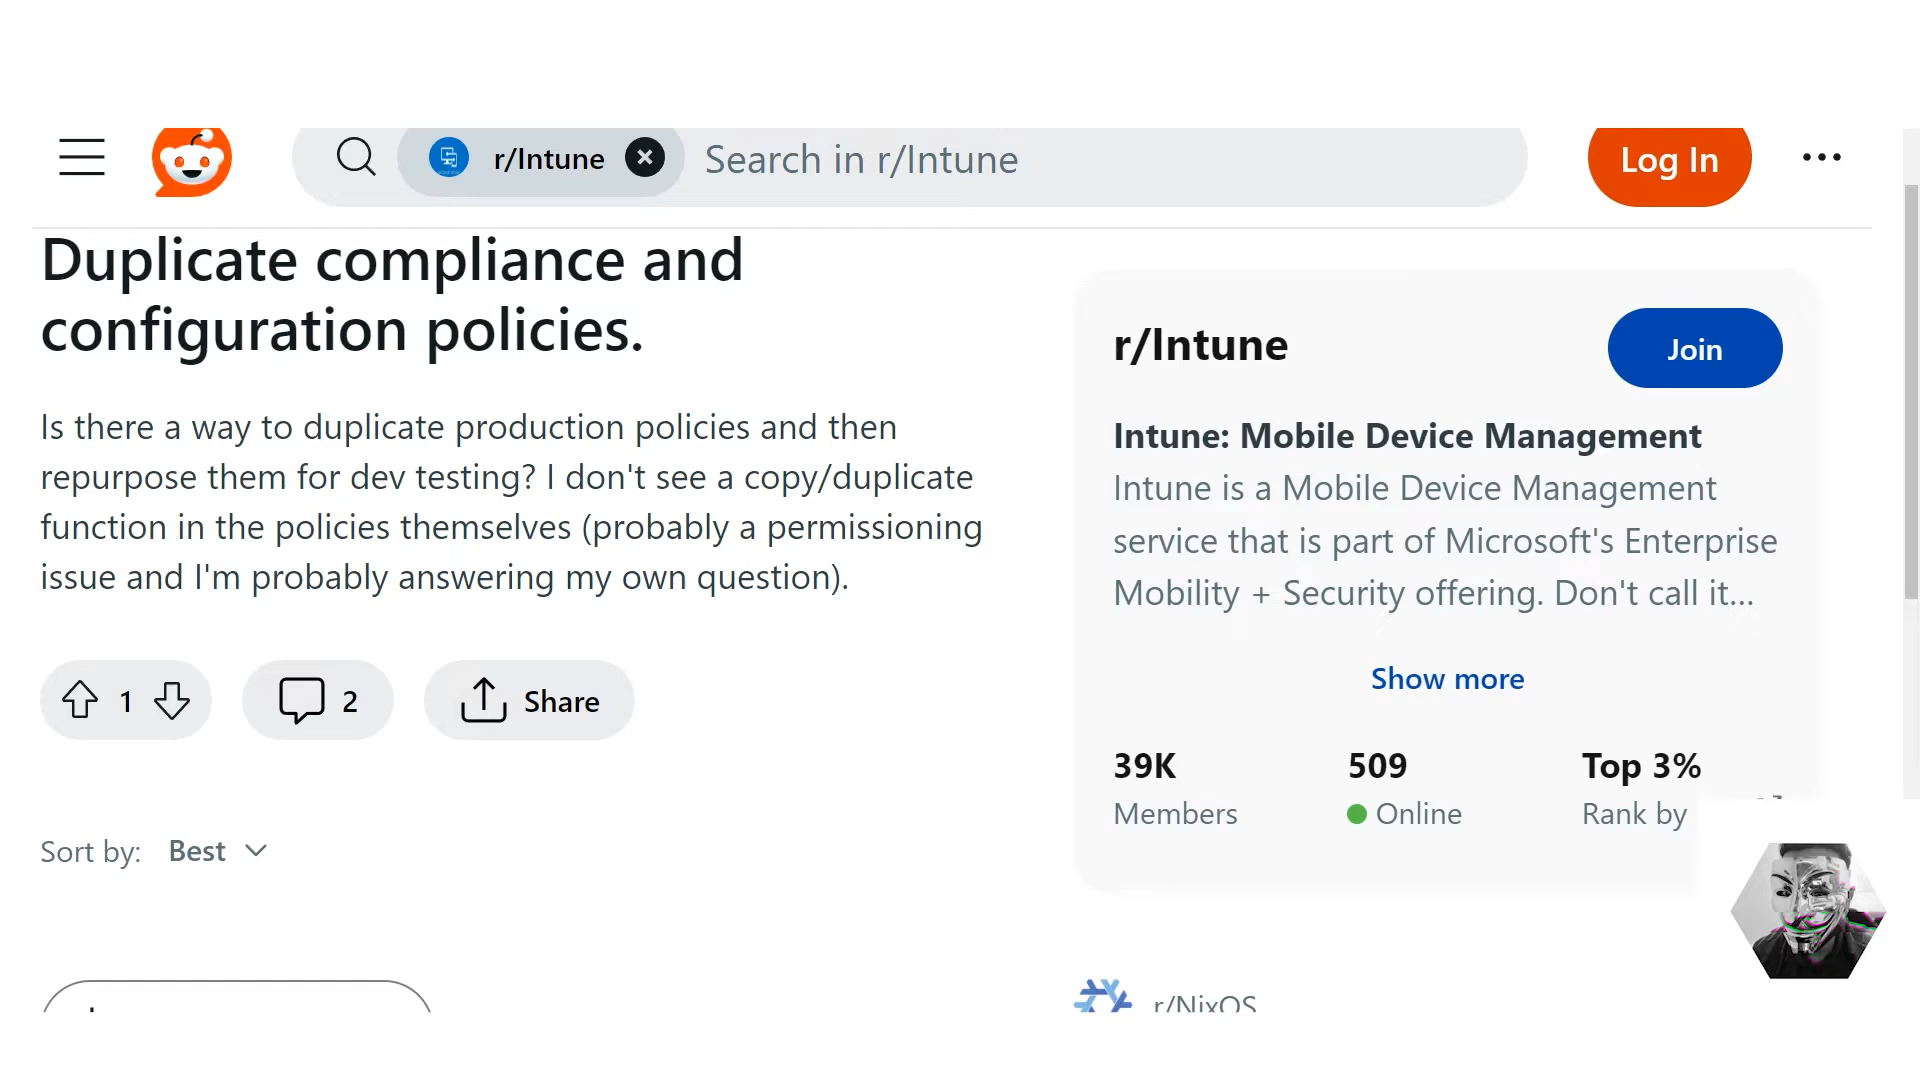 r/Intune
Search in r/Intune
Log In
Duplicate compliance and
configuration policies.
Is there a way to duplicate production policies and then
repurpose them for dev testing? I don't see a copy/duplicate
function in the policies themselves (probably a permissioning
issue and I'm probably answering my own question).
1
2
Share
Sort by: Best
r/Intune
Join
Intune: Mobile Device Management
Intune is a Mobile Device Management
service that is part of Microsoft's Enterprise
Mobility + Security offering. Don't call it...
Show more
39K
Members
509
Online
Top 3%
Rank by
r/NixOS